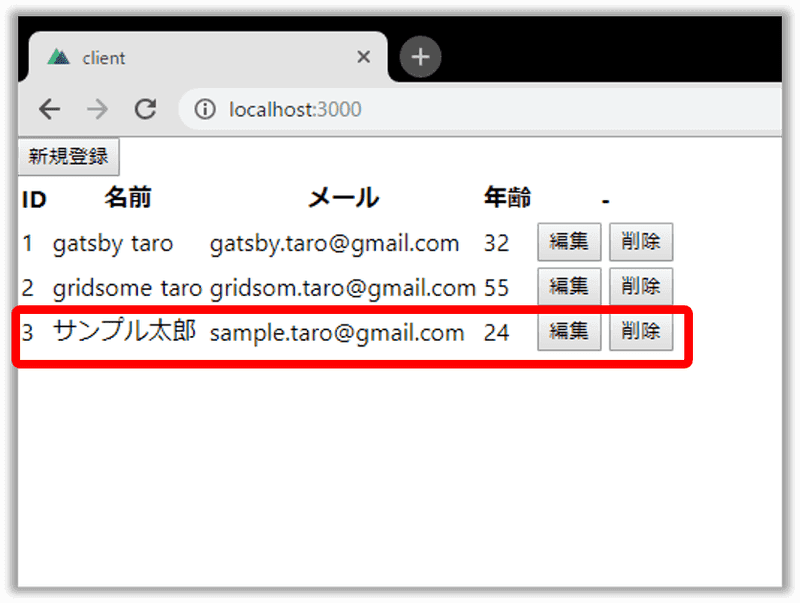 client
localhost:3000
新規登録
ID 名前 メール 年齢 -
1 gatsby taro gatsby.taro@gmail.com 32 編集 削除
2 gridsome taro gridsom.taro@gmail.com 55 編集 削除
3 サンプル太郎 sample.taro@gmail.com 24 編集 削除